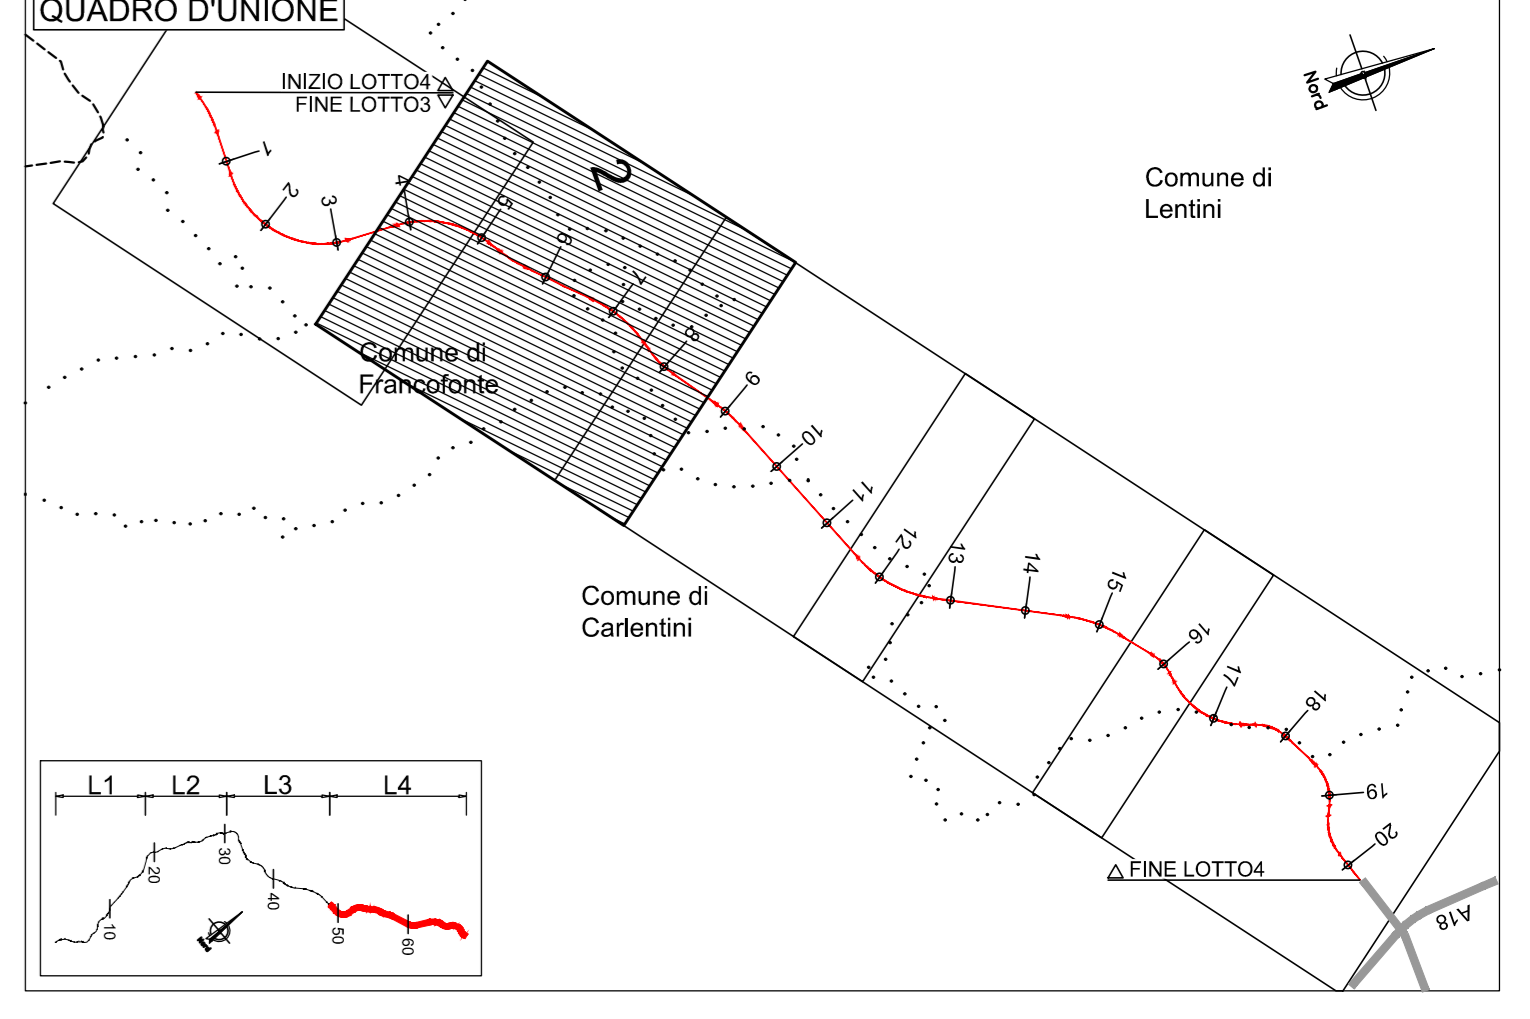 QUADRO D'UNIONE
INIZIO LOTTO4
FINE LOTTO3
Nord
Comune di
Lentini
1
2
3
4
5
6
7
8
2
Comune di
Francofonte
9
10
11
12
13
14
15
16
17
18
19
20
Comune di
Carlentini
FINE LOTTO4
A18
L1
L2
L3
L4
10
20
30
40
50
60
Nord